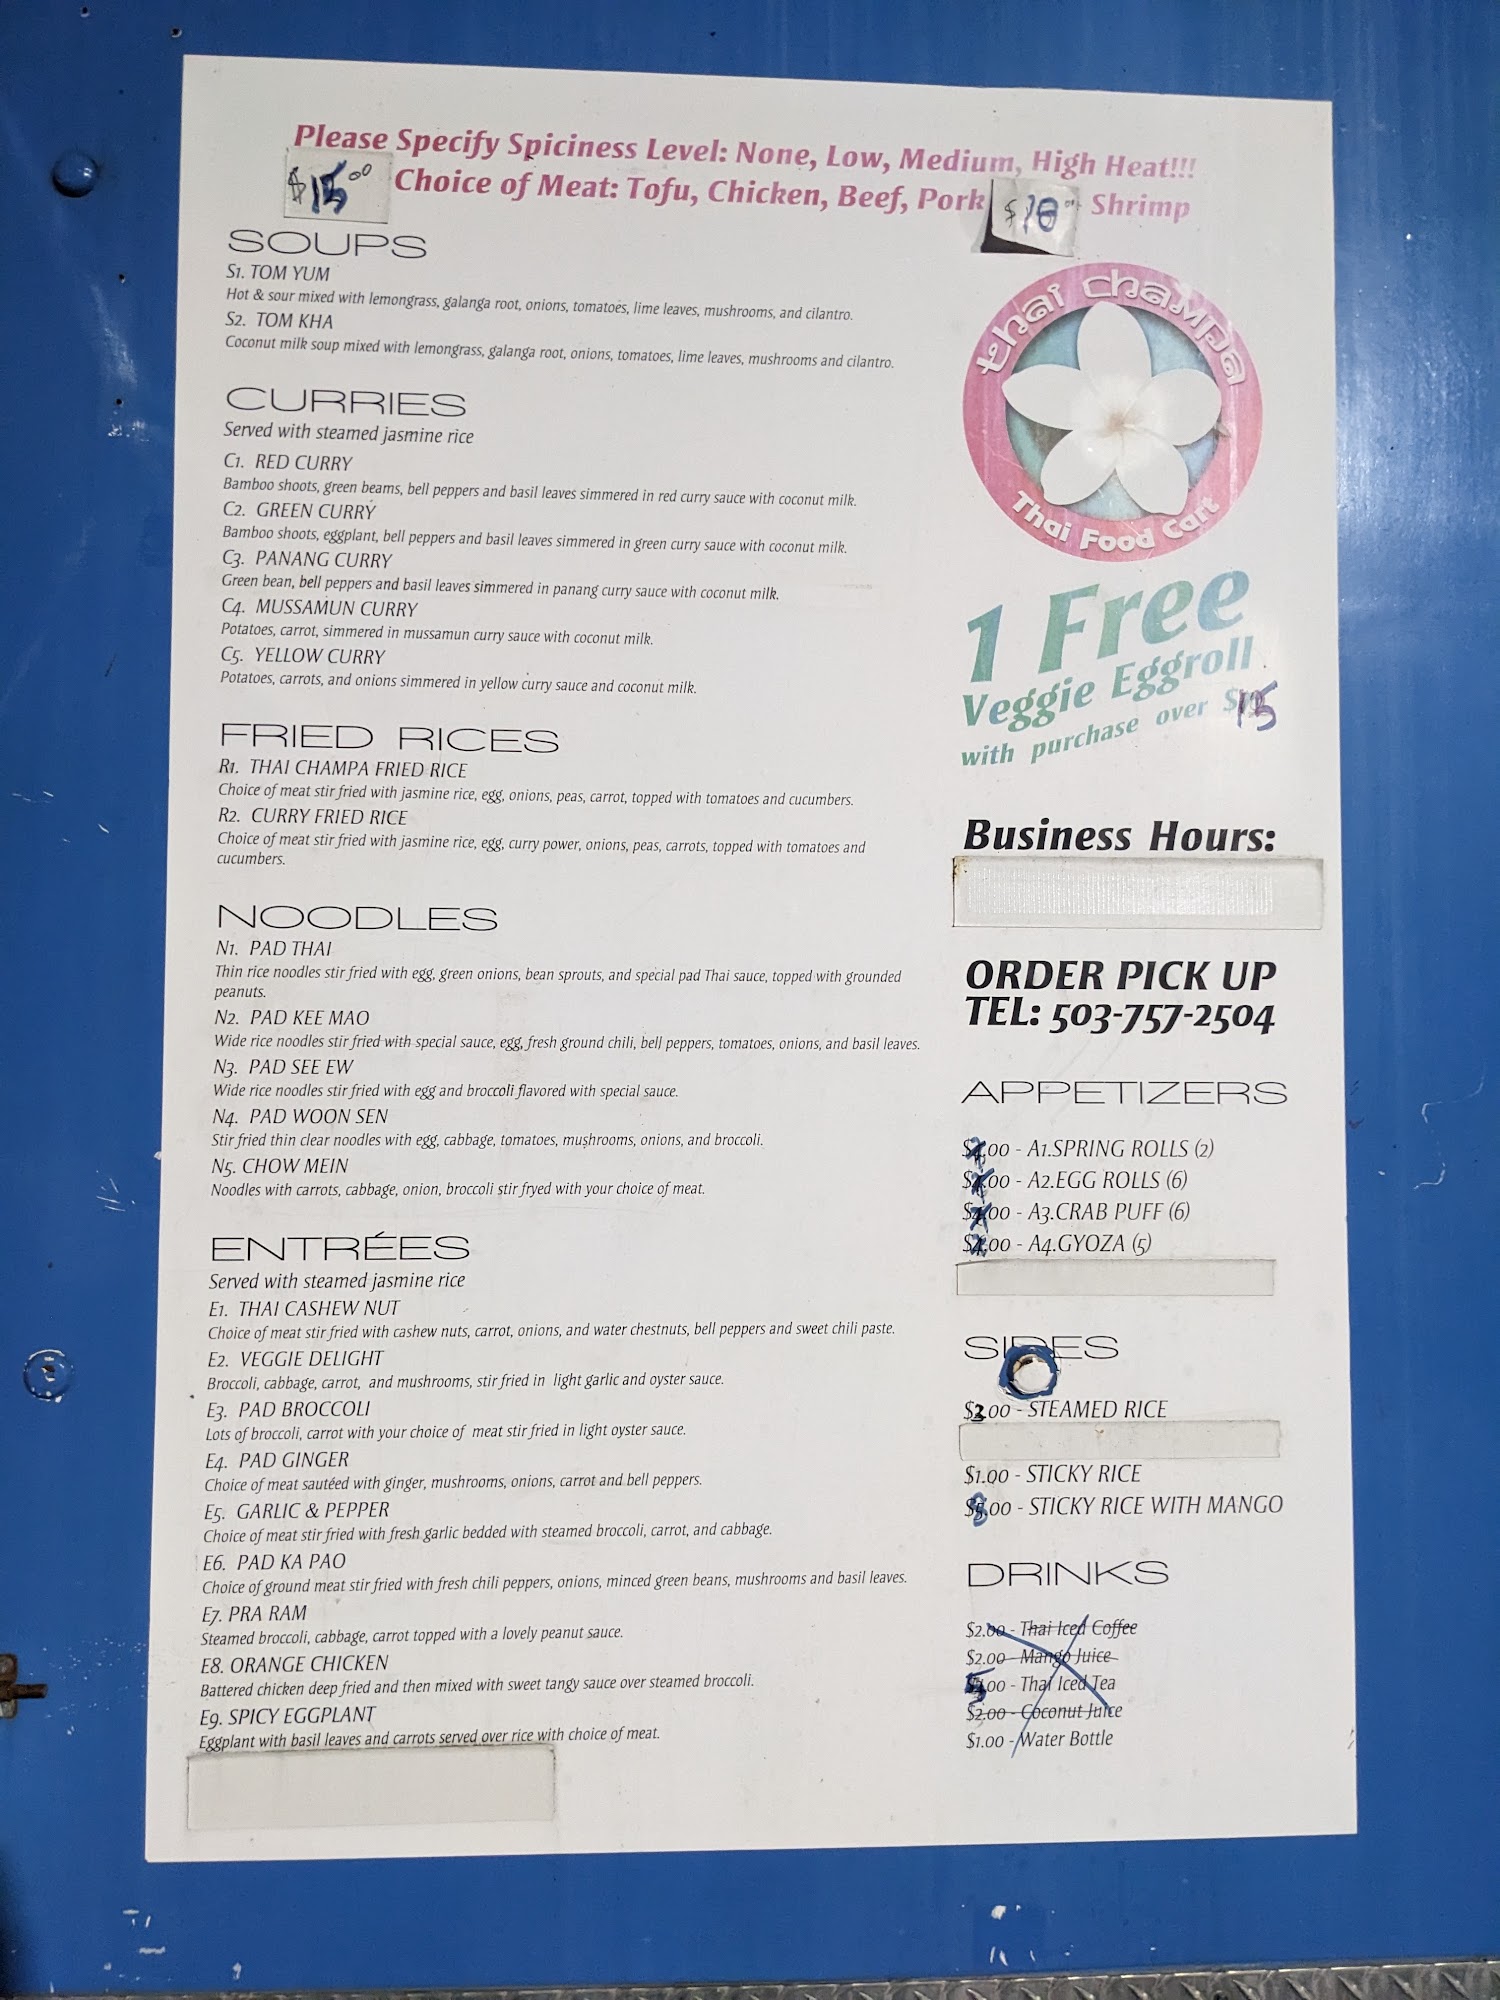 Please Specify Spiciness Level: None, Low, Medium, High Heat!!!
$15.00 Choice of Meat: Tofu, Chicken, Beef, Pork $18 Shrimp
SOUPS
S1. TOM YUM
Hot & sour mixed with lemongrass, galanga root, onions, tomatoes, lime leaves, mushrooms, and cilantro.
S2. TOM KHA
Coconut milk soup mixed with lemongrass, galanga root, onions, tomatoes, lime leaves, mushrooms and cilantro.
CURRIES
Served with steamed jasmine rice
C1. RED CURRY
Bamboo shoots, green beams, bell peppers and basil leaves simmered in red curry sauce with coconut milk.
C2. GREEN CURRY
Bamboo shoots, eggplant, bell peppers and basil leaves simmered in green curry sauce with coconut milk.
C3. PANANG CURRY
Green bean, bell peppers and basil leaves simmered in panang curry sauce with coconut milk.
C4. MUSSAMUN CURRY
Potatoes, carrot, simmered in mussamun curry sauce with coconut milk.
C5. YELLOW CURRY
Potatoes, carrots, and onions simmered in yellow curry sauce and coconut milk.
FRIED RICES
R1. THAI CHAMPA FRIED RICE
Choice of meat stir fried with jasmine rice, egg, onions, peas, carrot, topped with tomatoes and cucumbers.
R2. CURRY FRIED RICE
Choice of meat stir fried with jasmine rice, egg, curry power, onions, peas, carrots, topped with tomatoes and
cucumbers.
NOODLES
N1. PAD THAI
Thin rice noodles stir fried with egg, green onions, bean sprouts, and special pad Thai sauce, topped with grounded
peanuts.
N2. PAD KEE MAO
Wide rice noodles stir fried with special sauce, egg, fresh ground chili, bell peppers, tomatoes, onions, and basil leaves.
N3. PAD SEE EW
Wide rice noodles stir fried with egg and broccoli flavored with special sauce.
N4. PAD WOON SEN
Stir fried thin clear noodles with egg, cabbage, tomatoes, mushrooms, onions, and broccoli.
N5. CHOW MEIN
Noodles with carrots, cabbage, onion, broccoli stir fryed with your choice of meat.
ENTRÉES
Served with steamed jasmine rice
E1. THAI CASHEW NUT
Choice of meat stir fried with cashew nuts, carrot, onions, and water chestnuts, bell peppers and sweet chili paste.
E2. VEGGIE DELIGHT
Broccoli, cabbage, carrot, and mushrooms, stir fried in light garlic and oyster sauce.
E3. PAD BROCCOLI
Lots of broccoli, carrot with your choice of meat stir fried in light oyster sauce.
E4. PAD GINGER
Choice of meat sautéed with ginger, mushrooms, onions, carrot and bell peppers.
E5. GARLIC & PEPPER
Choice of meat stir fried with fresh garlic bedded with steamed broccoli, carrot, and cabbage.
E6. PAD KA PAO
Choice of ground meat stir fried with fresh chili peppers, onions, minced green beans, mushrooms and basil leaves.
E7. PRA RAM
Steamed broccoli, cabbage, carrot topped with a lovely peanut sauce.
E8. ORANGE CHICKEN
Battered chicken deep fried and then mixed with sweet tangy sauce over steamed broccoli.
E9. SPICY EGGPLANT
Eggplant with basil leaves and carrots served over rice with choice of meat.
Thai Champa
Thai Food Cart
1 Free
Veggie Eggroll
with purchase over $15
Business Hours:
ORDER PICK UP
TEL: 503-757-2504
APPETIZERS
.00 - A1.SPRING ROLLS (2)
.00 - A2.EGG ROLLS (6)
.00 - A3.CRAB PUFF (6)
.00 - A4.GYOZA (5)
SIDES
$3.00 - STEAMED RICE
$1.00 - STICKY RICE
$8.00 - STICKY RICE WITH MANGO
DRINKS
$2.00 - Thai Iced Coffee
$2.00 - Mango Juice
$5.00 - Thai Iced Tea
$2.00 - Coconut Juice
$1.00 - Water Bottle